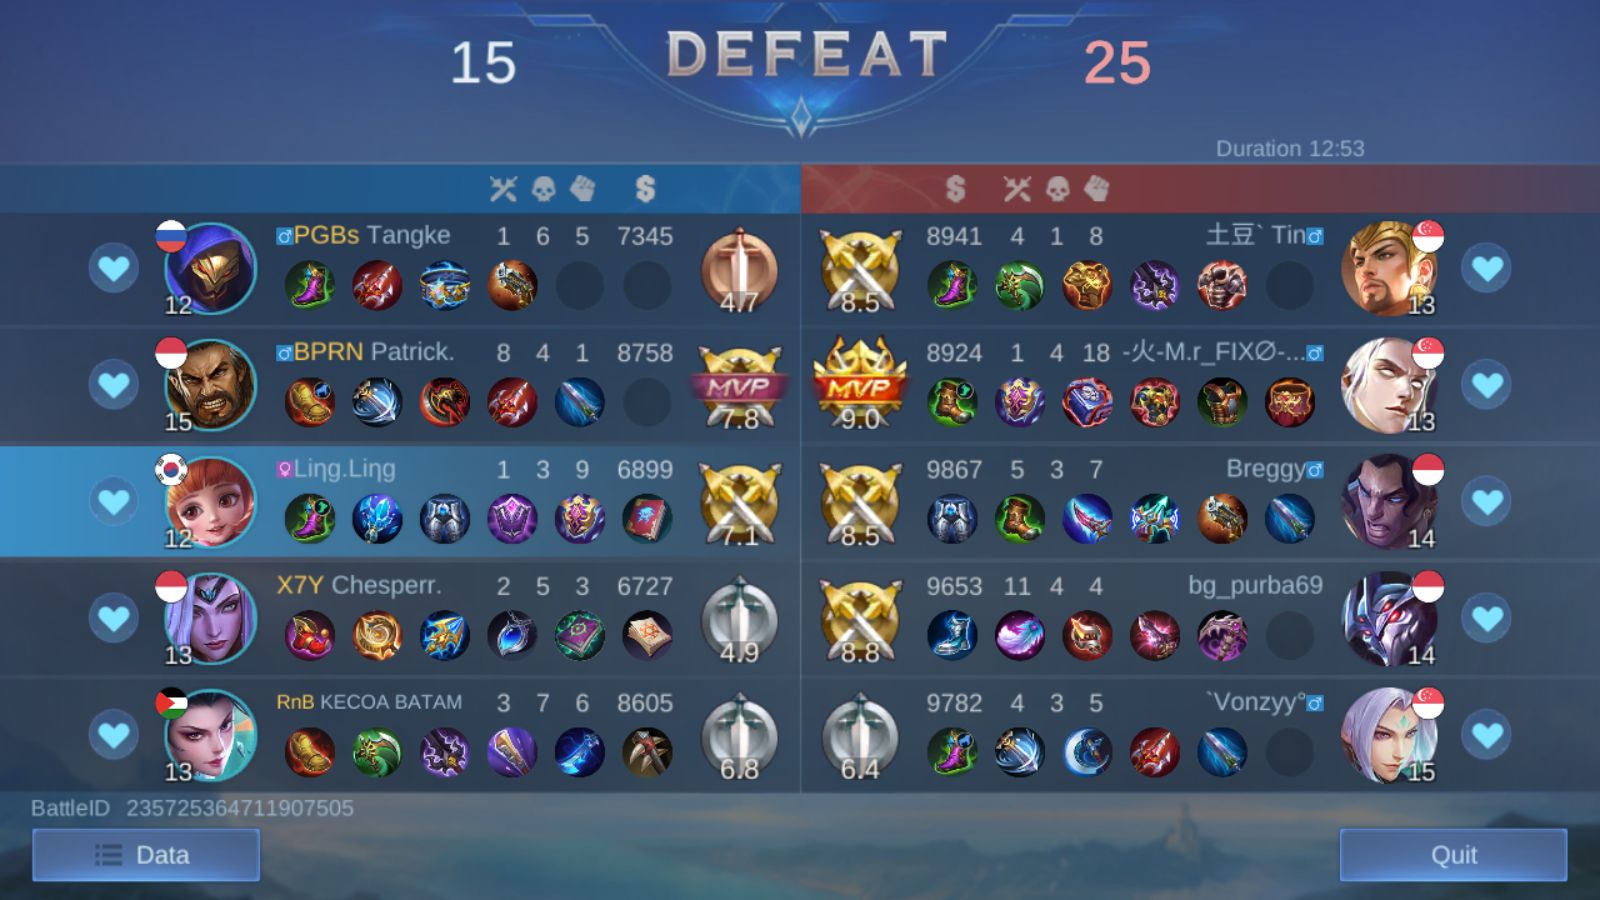 15 DEFEAT 25
Duration 12:53
PGBs Tangke 1 6 5 7345
12 4.7
8.5 8941 4 1 8 土豆` Tin
13
BPRN Patrick. 8 4 1 8758
15 MVP 7.8
MVP 9.0 8924 1 4 18 -火-M.r_FIXØ-...
13
Ling.Ling 1 3 9 6899
12 7.1
8.5 9867 5 3 7 Breggy
14
X7Y Chesperr. 2 5 3 6727
13 4.9
8.8 9653 11 4 4 bg_purba69
14
RnB KECOA BATAM 3 7 6 8605
13 6.8
6.4 9782 4 3 5 `Vonzyy°
15
BattleID 235725364711907505
Data
Quit